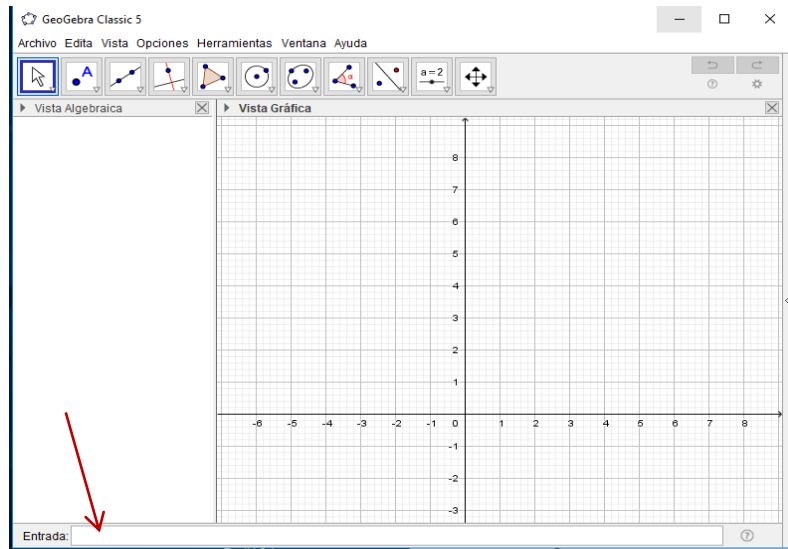 GeoGebra Classic 5
Archivo Edita Vista Opciones Herramientas Ventana Ayuda
A
α
a=2
Vista Algebraica
Vista Gráfica
8
7
6
5
4
3
2
1
-6 -5 -4 -3 -2 -1 0 1 2 3 4 5 6 7 8
-1
-2
-3
Entrada: